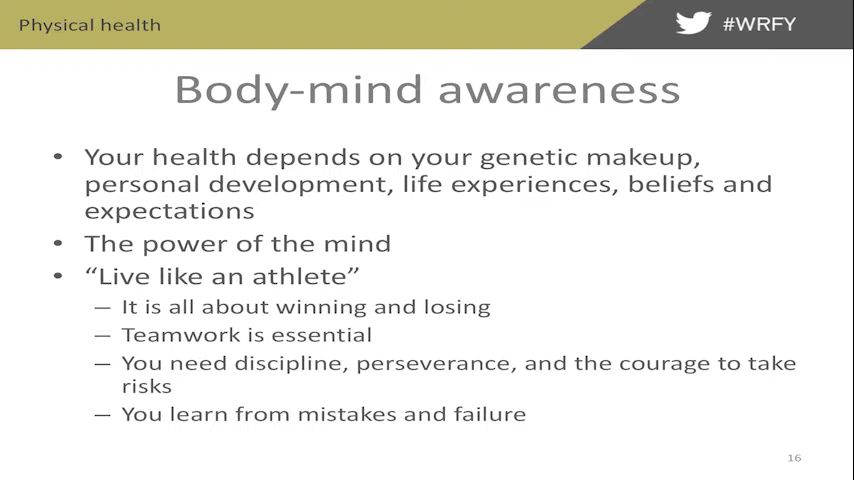 Physical health
#WRFY
Body-mind awareness
• Your health depends on your genetic makeup,
personal development, life experiences, beliefs and
expectations
• The power of the mind
• “Live like an athlete”
– It is all about winning and losing
– Teamwork is essential
– You need discipline, perseverance, and the courage to take
risks
– You learn from mistakes and failure
16